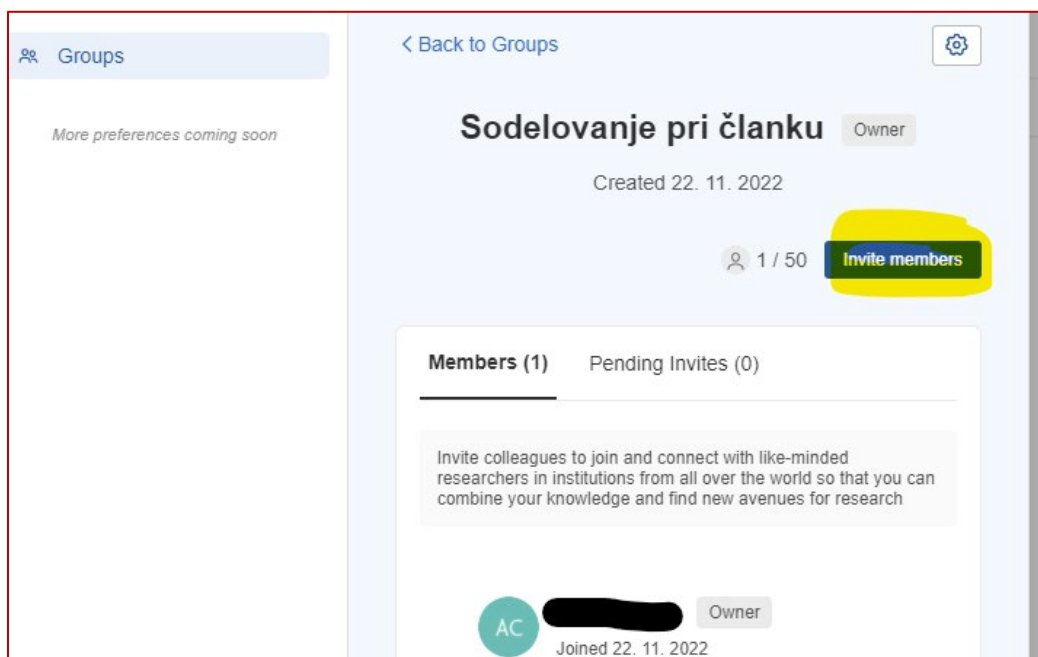 Groups
More preferences coming soon
< Back to Groups
Sodelovanje pri članku Owner
Created 22. 11. 2022
1 / 50 Invite members
Members (1) Pending Invites (0)
Invite colleagues to join and connect with like-minded
researchers in institutions from all over the world so that you can
combine your knowledge and find new avenues for research
AC
Owner
Joined 22. 11. 2022